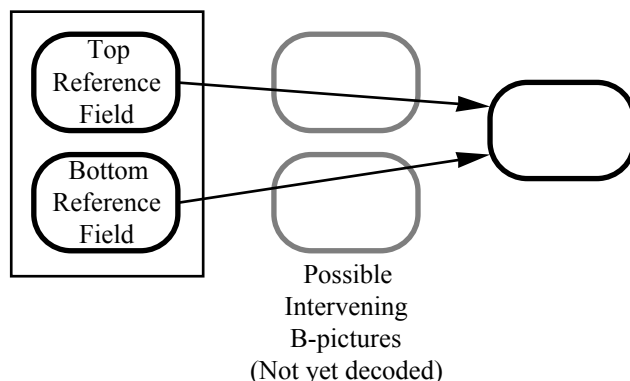 Top
Reference
Field
Bottom
Reference
Field
Possible
Intervening
B-pictures
(Not yet decoded)